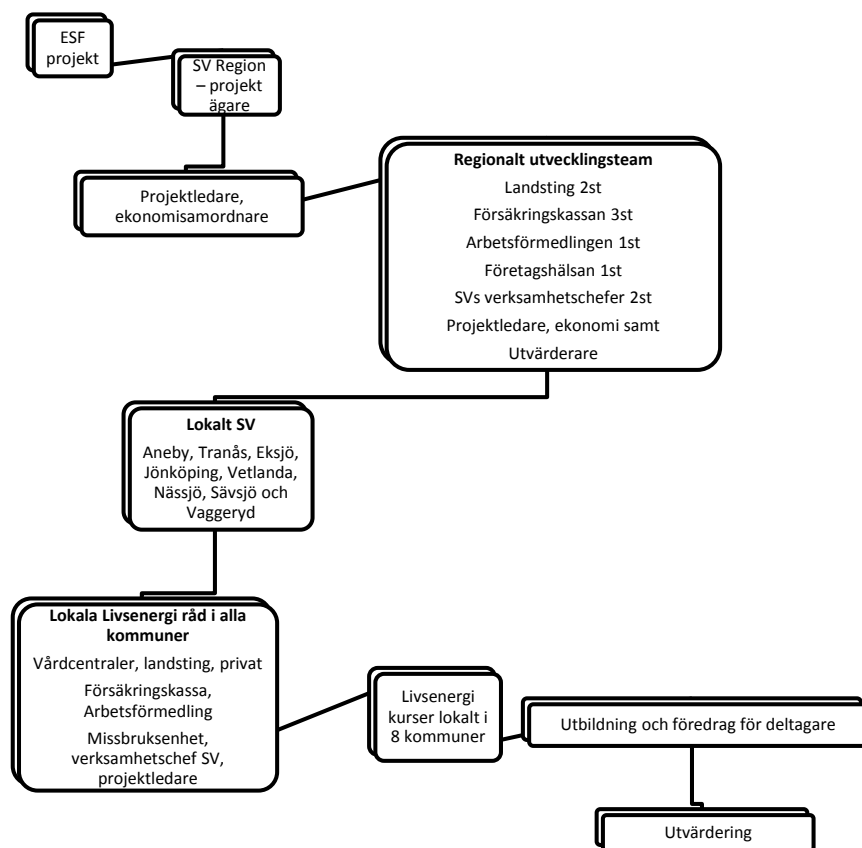 ESF
projekt
SV Region
– projekt
ägare
Projektledare,
ekonomisamordnare
Regionalt utvecklingsteam
Landsting 2st
Försäkringskassan 3st
Arbetsförmedlingen 1st
Företagshälsan 1st
SVs verksamhetschefer 2st
Projektledare, ekonomi samt
Utvärderare
Lokalt SV
Aneby, Tranås, Eksjö,
Jönköping, Vetlanda,
Nässjö, Sävsjö och
Vaggeryd
Lokala Livsenergi råd i alla
kommuner
Vårdcentraler, landsting, privat
Försäkringskassa,
Arbetsförmedling
Missbruksenhet,
verksamhetschef SV,
projektledare
Livsenergi
kurser lokalt i
8 kommuner
Utbildning och föredrag för deltagare
Utvärdering